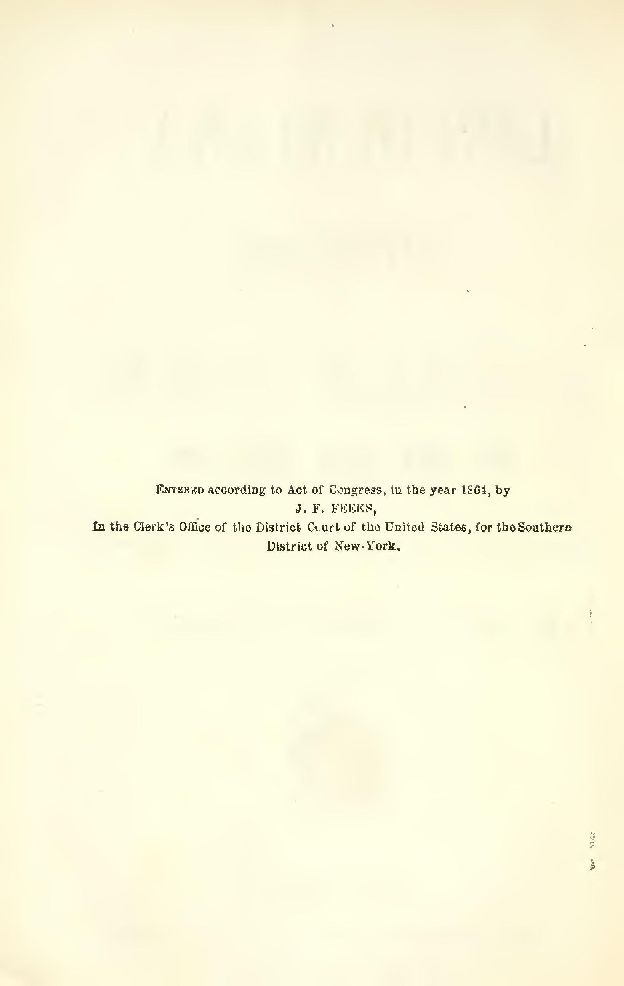 ENTERED according to Act of Congress, in the year 1864, by
J. F. FEEKS,
In the Clerk's Office of the District Court of the United States, for the Southern
District of New-York.